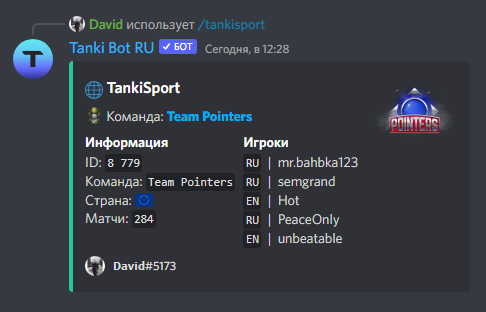 David использует /tankisport
Tanki Bot RU ✓ БОТ Сегодня, в 12:28
TankiSport
Команда: Team Pointers
POINTERS
Информация
ID: 8 779
Команда: Team Pointers
Страна:
Матчи: 284
Игроки
RU | mr.bahbka123
RU | semgrand
EN | Hot
RU | PeaceOnly
EN | unbeatable
David#5173